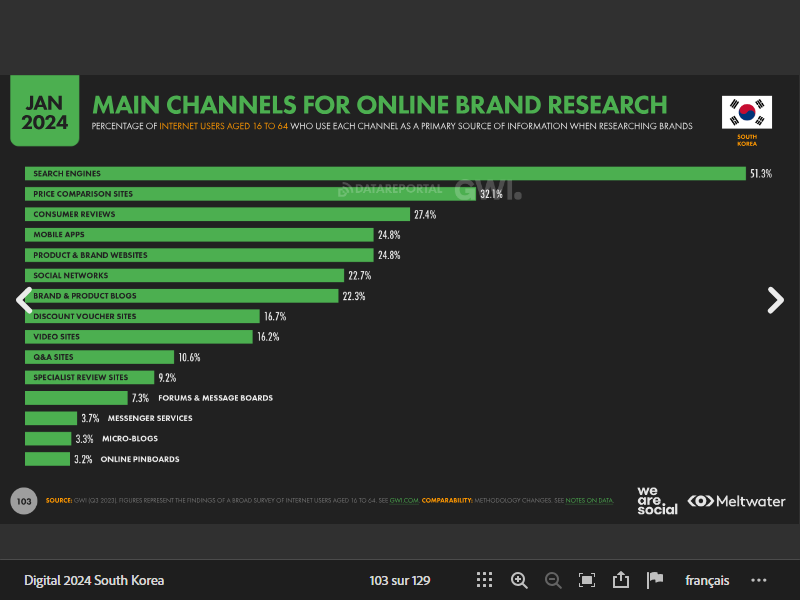 JAN
2024
MAIN CHANNELS FOR ONLINE BRAND RESEARCH
PERCENTAGE OF INTERNET USERS AGED 16 TO 64 WHO USE EACH CHANNEL AS A PRIMARY SOURCE OF INFORMATION WHEN RESEARCHING BRANDS
SOUTH
KOREA
SEARCH ENGINES 51.3%
DATAREPORTAL GWI.
PRICE COMPARISON SITES 32.1%
CONSUMER REVIEWS 27.4%
MOBILE APPS 24.8%
PRODUCT & BRAND WEBSITES 24.8%
SOCIAL NETWORKS 22.7%
BRAND & PRODUCT BLOGS 22.3%
DISCOUNT VOUCHER SITES 16.7%
VIDEO SITES 16.2%
Q&A SITES 10.6%
SPECIALIST REVIEW SITES 9.2%
7.3% FORUMS & MESSAGE BOARDS
3.7% MESSENGER SERVICES
3.3% MICRO-BLOGS
3.2% ONLINE PINBOARDS
103
SOURCE: GWI (Q3 2023). FIGURES REPRESENT THE FINDINGS OF A BROAD SURVEY OF INTERNET USERS AGED 16 TO 64. SEE GWI.COM. COMPARABILITY: METHODOLOGY CHANGES. SEE NOTES ON DATA.
we
are.
social
Meltwater
Digital 2024 South Korea
103 sur 129
français